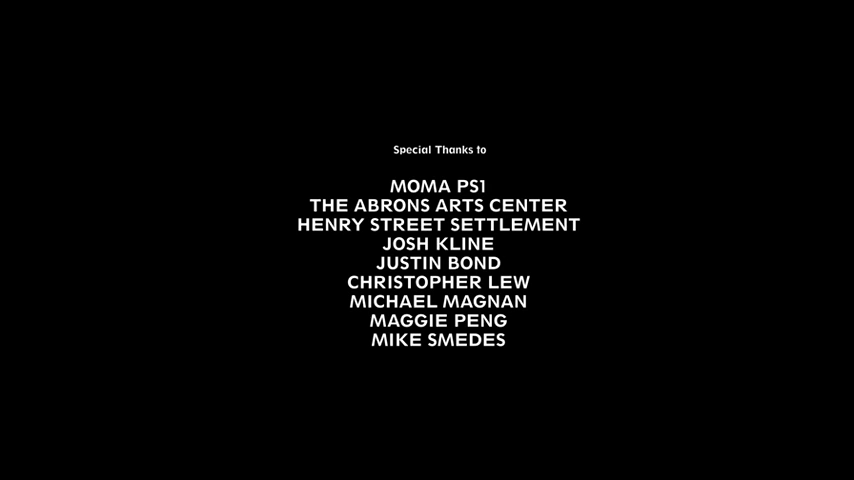 Special Thanks to
MOMA PS1
THE ABRONS ARTS CENTER
HENRY STREET SETTLEMENT
JOSH KLINE
JUSTIN BOND
CHRISTOPHER LEW
MICHAEL MAGNAN
MAGGIE PENG
MIKE SMEDES